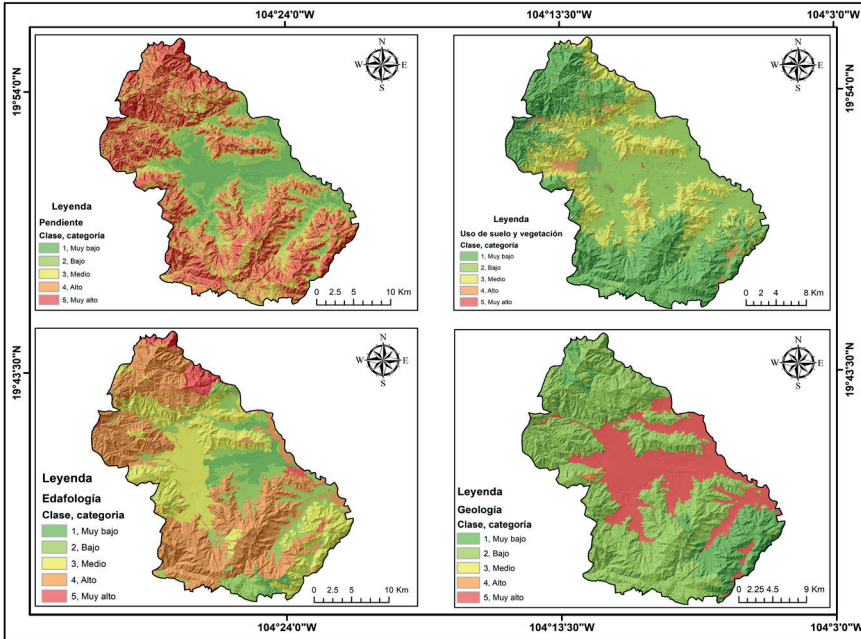 104°24'0"W 104°13'30"W 104°3'0"W
19°54'0"N
19°43'30"N
N
W E
S
Leyenda
Pendiente
Clase, categoría
1, Muy bajo
2, Bajo
3, Medio
4, Alto
5, Muy alto
0 2.5 5 10 Km
N
W E
S
Leyenda
Uso de suelo y vegetación
Clase, categoría
1, Muy bajo
2, Bajo
3, Medio
4, Alto
5, Muy alto
0 2 4 8 Km
19°54'0"N
N
W E
S
Leyenda
Edafología
Clase, categoria
1, Muy bajo
2, Bajo
3, Medio
4, Alto
5, Muy alto
0 2.5 5 10 Km
N
W E
S
Leyenda
Geología
Clase, categoría
1, Muy bajo
2, Bajo
3, Medio
4, Alto
5, Muy alto
0 2.25 4.5 9 Km
19°43'30"N
104°24'0"W 104°13'30"W 104°3'0"W